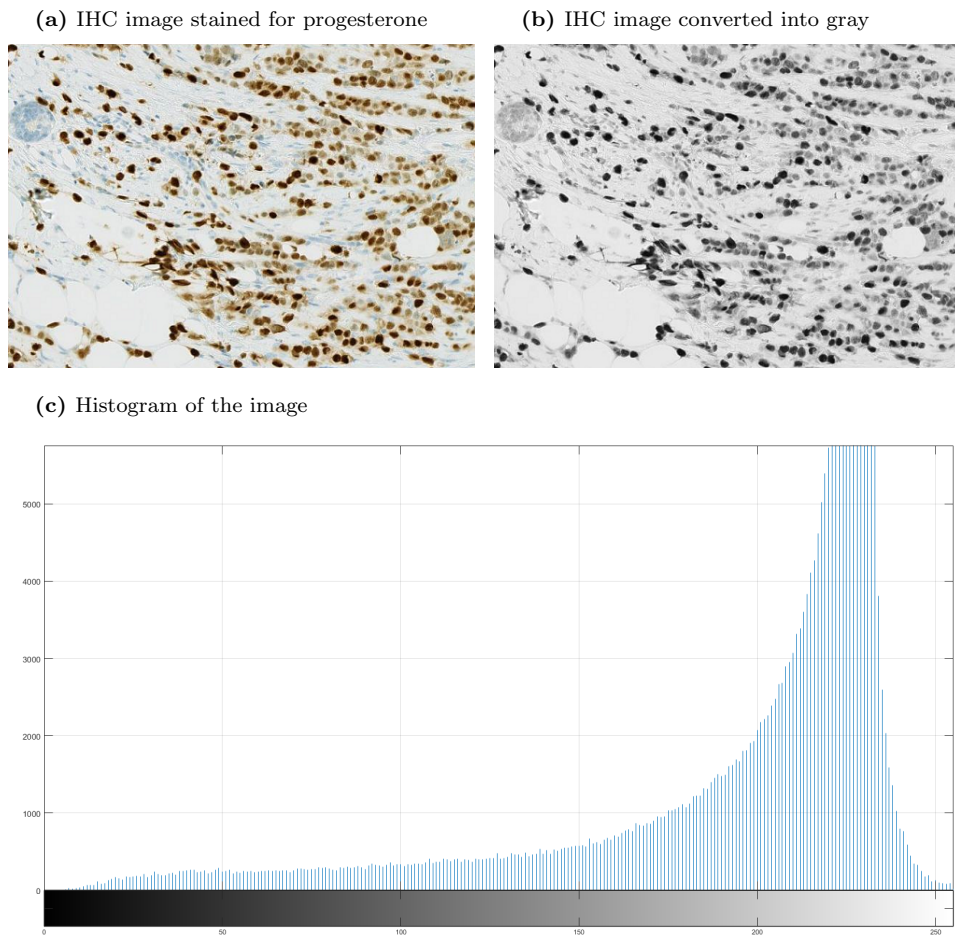 (a) IHC image stained for progesterone
(b) IHC image converted into gray
(c) Histogram of the image
5000
4000
3000
2000
1000
0
0 50 100 150 200 250